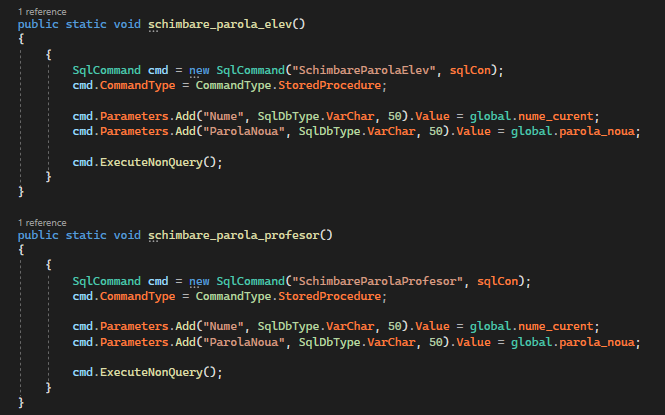 1 reference
public static void schimbare_parola_elev()
{
{
SqlCommand cmd = new SqlCommand("SchimbareParolaElev", sqlCon);
cmd.CommandType = CommandType.StoredProcedure;
cmd.Parameters.Add("Nume", SqlDbType.VarChar, 50).Value = global.nume_curent;
cmd.Parameters.Add("ParolaNoua", SqlDbType.VarChar, 50).Value = global.parola_noua;
cmd.ExecuteNonQuery();
}
}
1 reference
public static void schimbare_parola_profesor()
{
{
SqlCommand cmd = new SqlCommand("SchimbareParolaProfesor", sqlCon);
cmd.CommandType = CommandType.StoredProcedure;
cmd.Parameters.Add("Nume", SqlDbType.VarChar, 50).Value = global.nume_curent;
cmd.Parameters.Add("ParolaNoua", SqlDbType.VarChar, 50).Value = global.parola_noua;
cmd.ExecuteNonQuery();
}
}